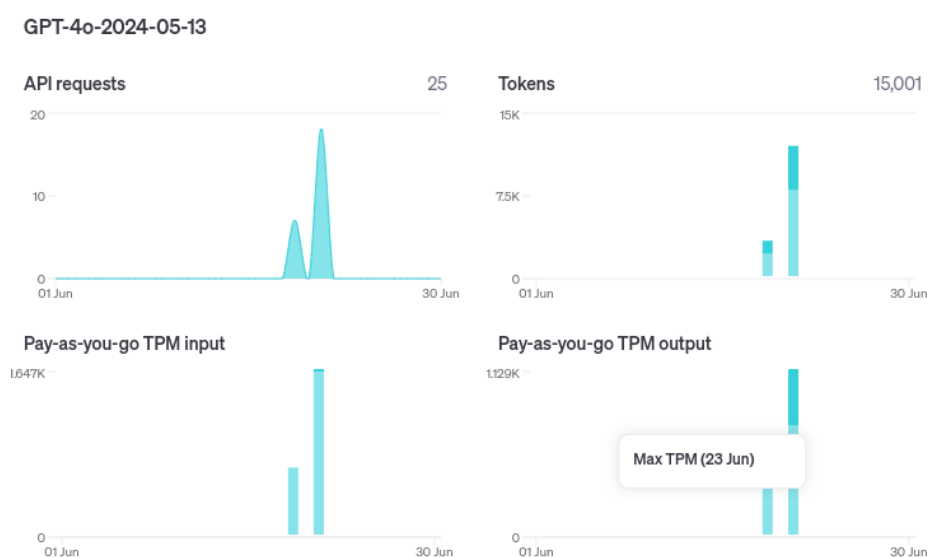 GPT-4o-2024-05-13
API requests 25
20
10
0
01 Jun 30 Jun
Tokens 15,001
15K
7.5K
0
01 Jun 30 Jun
Pay-as-you-go TPM input
1.647K
0
01 Jun 30 Jun
Pay-as-you-go TPM output
1.129K
Max TPM (23 Jun)
0
01 Jun 30 Jun